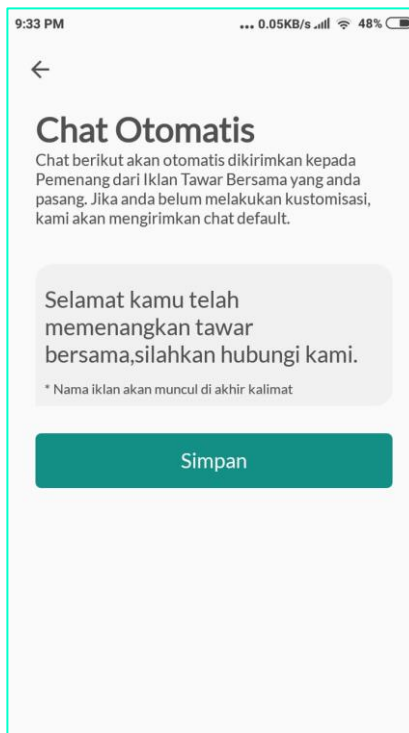 9:33 PM ... 0.05KB/s 48%
Chat Otomatis
Chat berikut akan otomatis dikirimkan kepada
Pemenang dari Iklan Tawar Bersama yang anda
pasang. Jika anda belum melakukan kustomisasi,
kami akan mengirimkan chat default.
Selamat kamu telah
memenangkan tawar
bersama,silahkan hubungi kami.
* Nama iklan akan muncul di akhir kalimat
Simpan